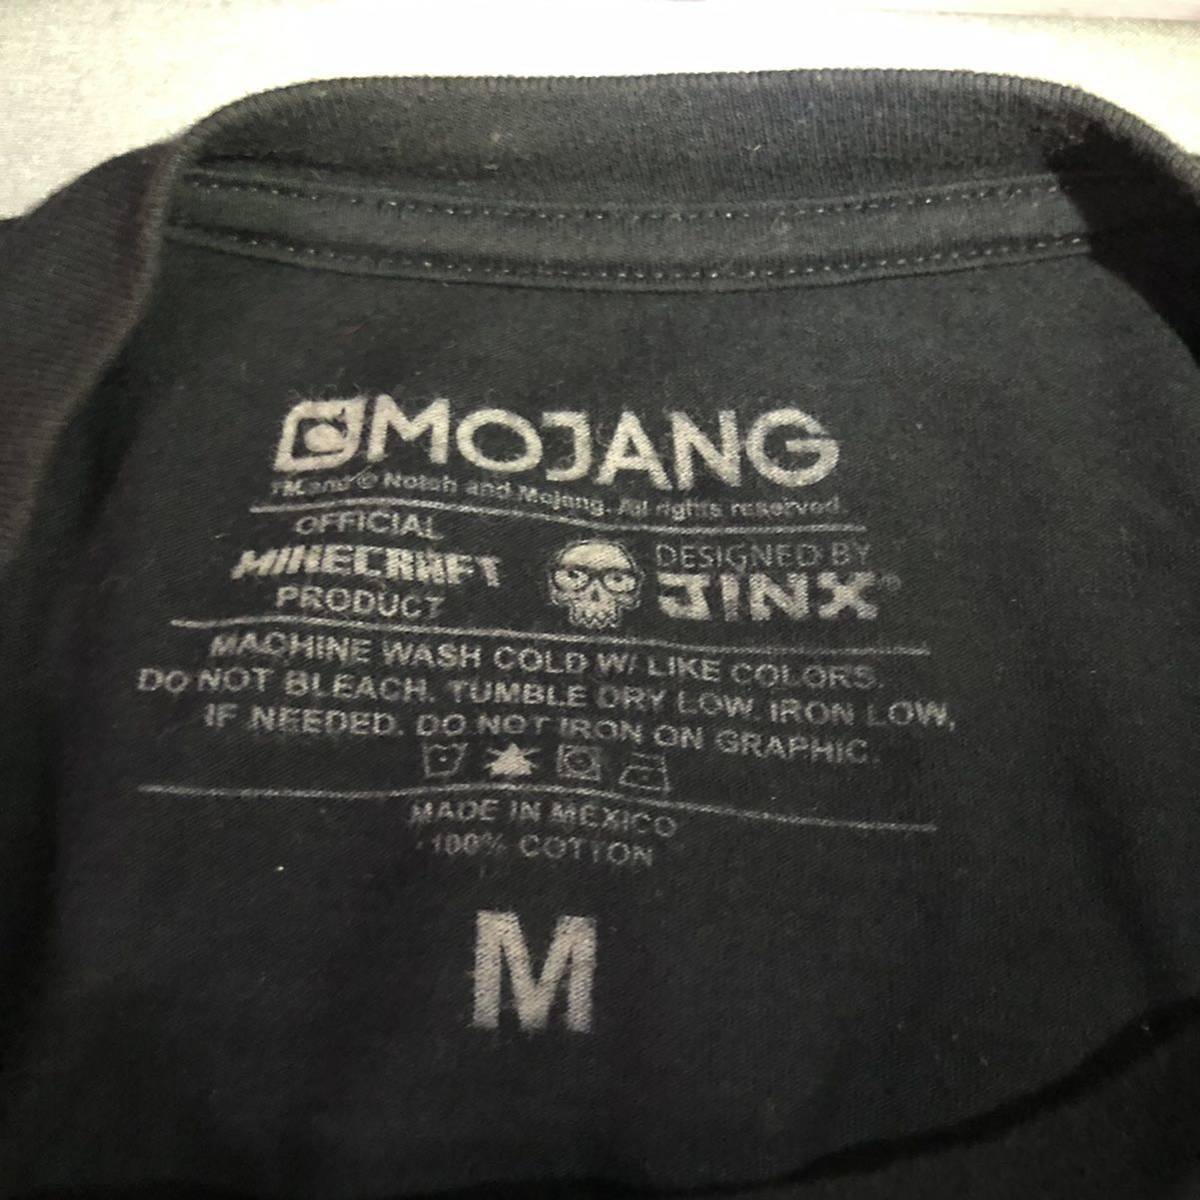 MOJANG
TM and © Notch and Mojang. All rights reserved.
OFFICIAL
MINECRAFT
PRODUCT
DESIGNED BY
JINX®
MACHINE WASH COLD W/ LIKE COLORS.
DO NOT BLEACH. TUMBLE DRY LOW. IRON LOW,
IF NEEDED. DO NOT IRON ON GRAPHIC.
MADE IN MEXICO
100% COTTON
M